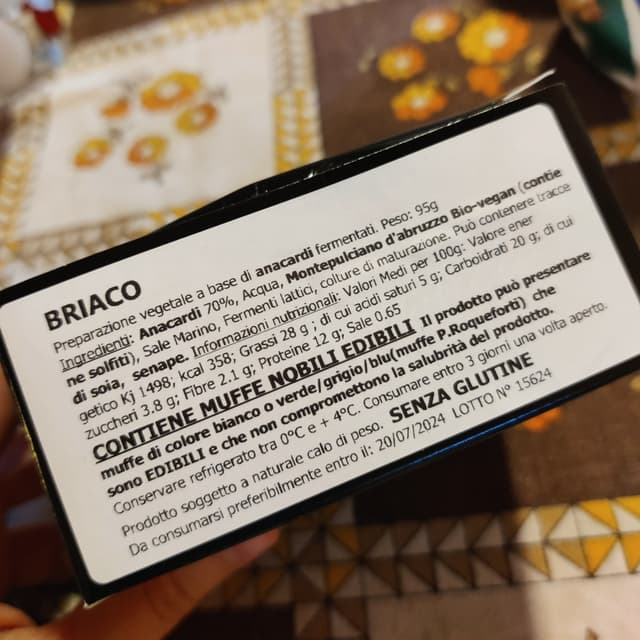 BRIACO
Preparazione vegetale a base di anacardi fermentati. Peso: 95g
Ingredienti: Anacardi 70%, Acqua, Montepulciano d'abruzzo Bio-vegan (contie
ne solfiti), Sale Marino, Fermenti lattici, colture di maturazione. Può contenere tracce
di soia, senape. Informazioni nutrizionali: Valori Medi per 100g: Valore ener
getico Kj 1498; kcal 358; Grassi 28 g ; di cui acidi saturi 5 g; Carboidrati 20 g; di cui
zuccheri 3.8 g; Fibre 2.1 g; Proteine 12 g; Sale 0.65
CONTIENE MUFFE NOBILI EDIBILI Il prodotto può presentare
muffe di colore bianco o verde/grigio/blu(muffe P.Roqueforti) che
sono EDIBILI e che non compromettono la salubrità del prodotto.
Conservare refrigerato tra 0°C e + 4°C. Consumare entro 3 giorni una volta aperto.
Prodotto soggetto a naturale calo di peso. SENZA GLUTINE
Da consumarsi preferibilmente entro il: 20/07/2024 LOTTO N° 15624